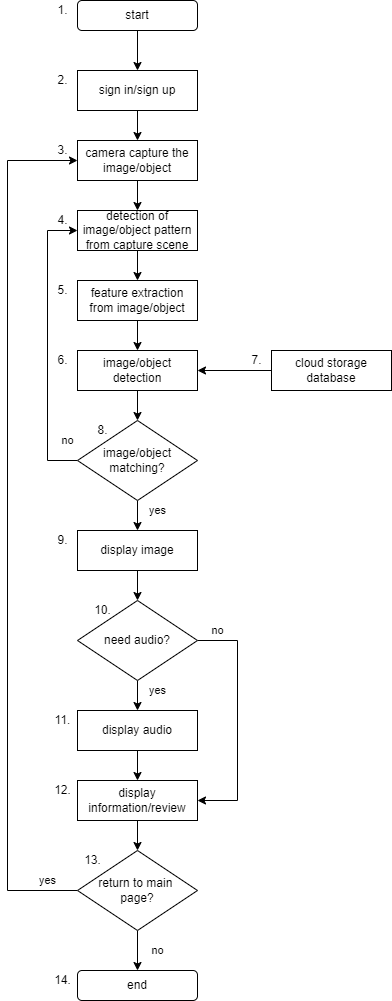 1.
start
2.
sign in/sign up
3.
camera capture the
image/object
4.
detection of
image/object pattern
from capture scene
5.
feature extraction
from image/object
6.
image/object
detection
7.
cloud storage
database
8.
image/object
matching?
no
yes
9.
display image
10.
need audio?
no
yes
11.
display audio
12.
display
information/review
13.
return to main
page?
yes
no
14.
end